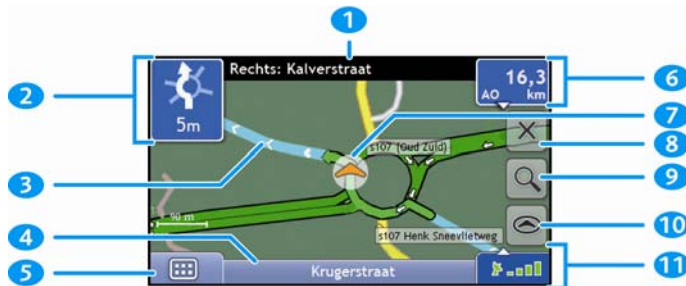 1
2
3
4
5
6
7
8
9
10
11
Rechts: Kalverstraat
5m
16,3
AO km
s107 (Oud Zuid)
90 m
s107 Henk Sneevlietweg
Krugerstraat